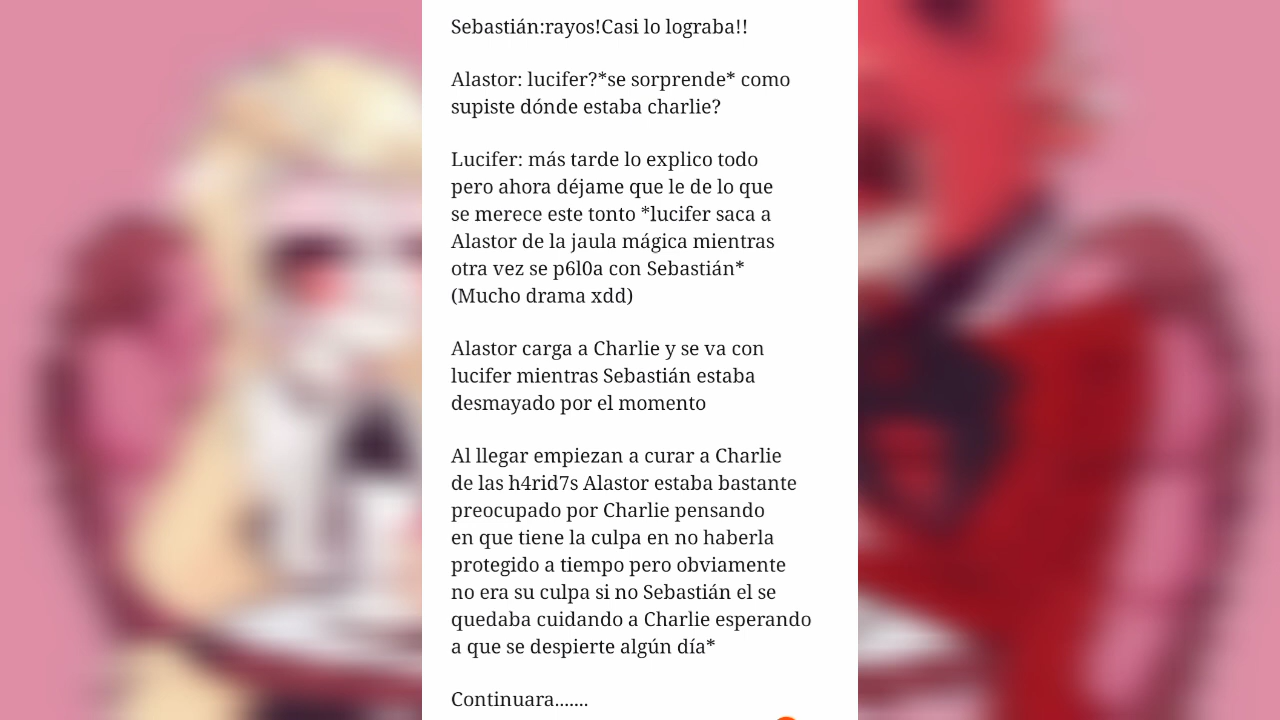 Sebastián:rayos!Casi lo lograba!!
Alastor: lucifer?*se sorprende* como
supiste dónde estaba charlie?
Lucifer: más tarde lo explico todo
pero ahora déjame que le de lo que
se merece este tonto *lucifer saca a
Alastor de la jaula mágica mientras
otra vez se p6l0a con Sebastián*
(Mucho drama xdd)
Alastor carga a Charlie y se va con
lucifer mientras Sebastián estaba
desmayado por el momento
Al llegar empiezan a curar a Charlie
de las h4rid7s Alastor estaba bastante
preocupado por Charlie pensando
en que tiene la culpa en no haberla
protegido a tiempo pero obviamente
no era su culpa si no Sebastián el se
quedaba cuidando a Charlie esperando
a que se despierte algún día*
Continuara.......